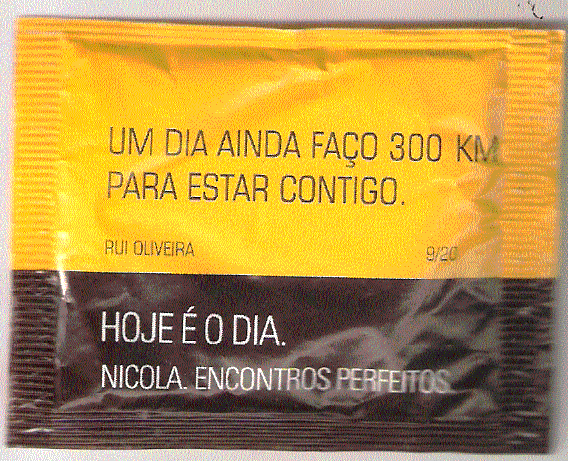 UM DIA AINDA FAÇO 300 KM
PARA ESTAR CONTIGO.
RUI OLIVEIRA 9/20
HOJE É O DIA.
NICOLA. ENCONTROS PERFEITOS.